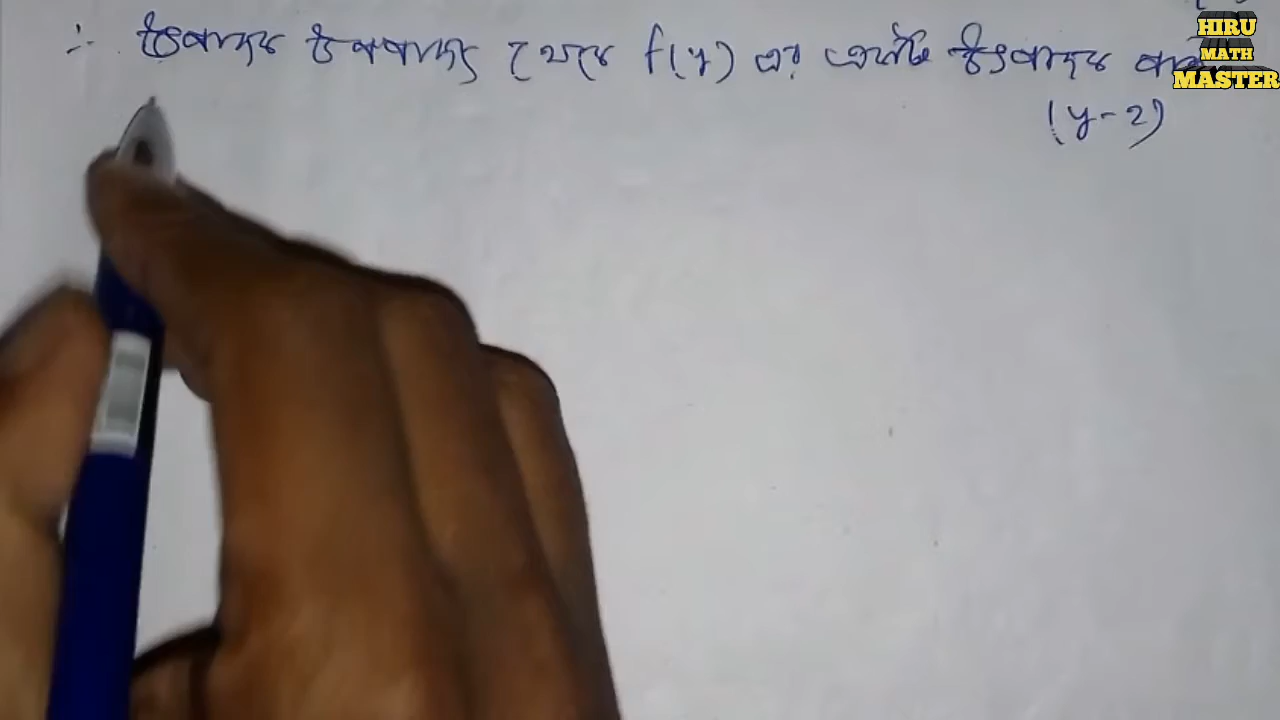 ∴ উৎপাদক উপপাদ্য হতে f(y) এর একটি উৎপাদক
(y-2)
HIRU
MATH
MASTER